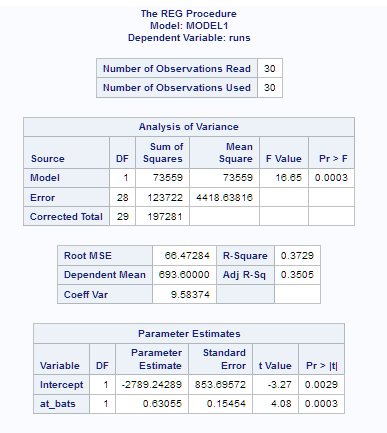 The REG Procedure
Model: MODEL1
Dependent Variable: runs
Number of Observations Read 30
Number of Observations Used 30
Analysis of Variance
Source DF Sum of Squares Mean Square F Value Pr > F
Model 1 73559 73559 16.65 0.0003
Error 28 123722 4418.63816
Corrected Total 29 197281
Root MSE 66.47284 R-Square 0.3729
Dependent Mean 693.60000 Adj R-Sq 0.3505
Coeff Var 9.58374
Parameter Estimates
Variable DF Parameter Estimate Standard Error t Value Pr > |t|
Intercept 1 -2789.24289 853.69572 -3.27 0.0029
at_bats 1 0.63055 0.15454 4.08 0.0003